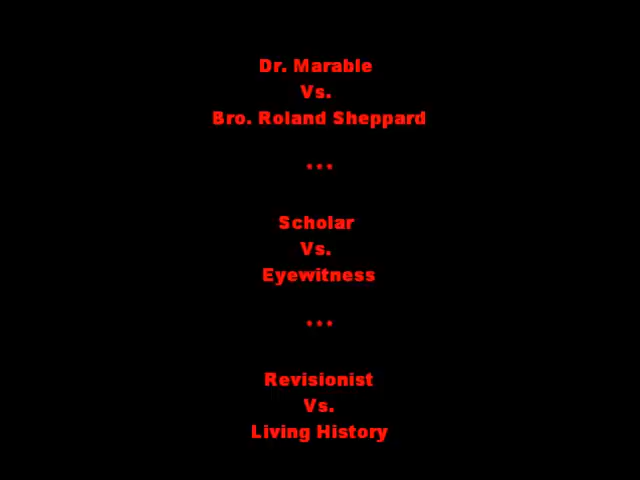 Dr. Marable
Vs.
Bro. Roland Sheppard
...
Scholar
Vs.
Eyewitness
...
Revisionist
Vs.
Living History